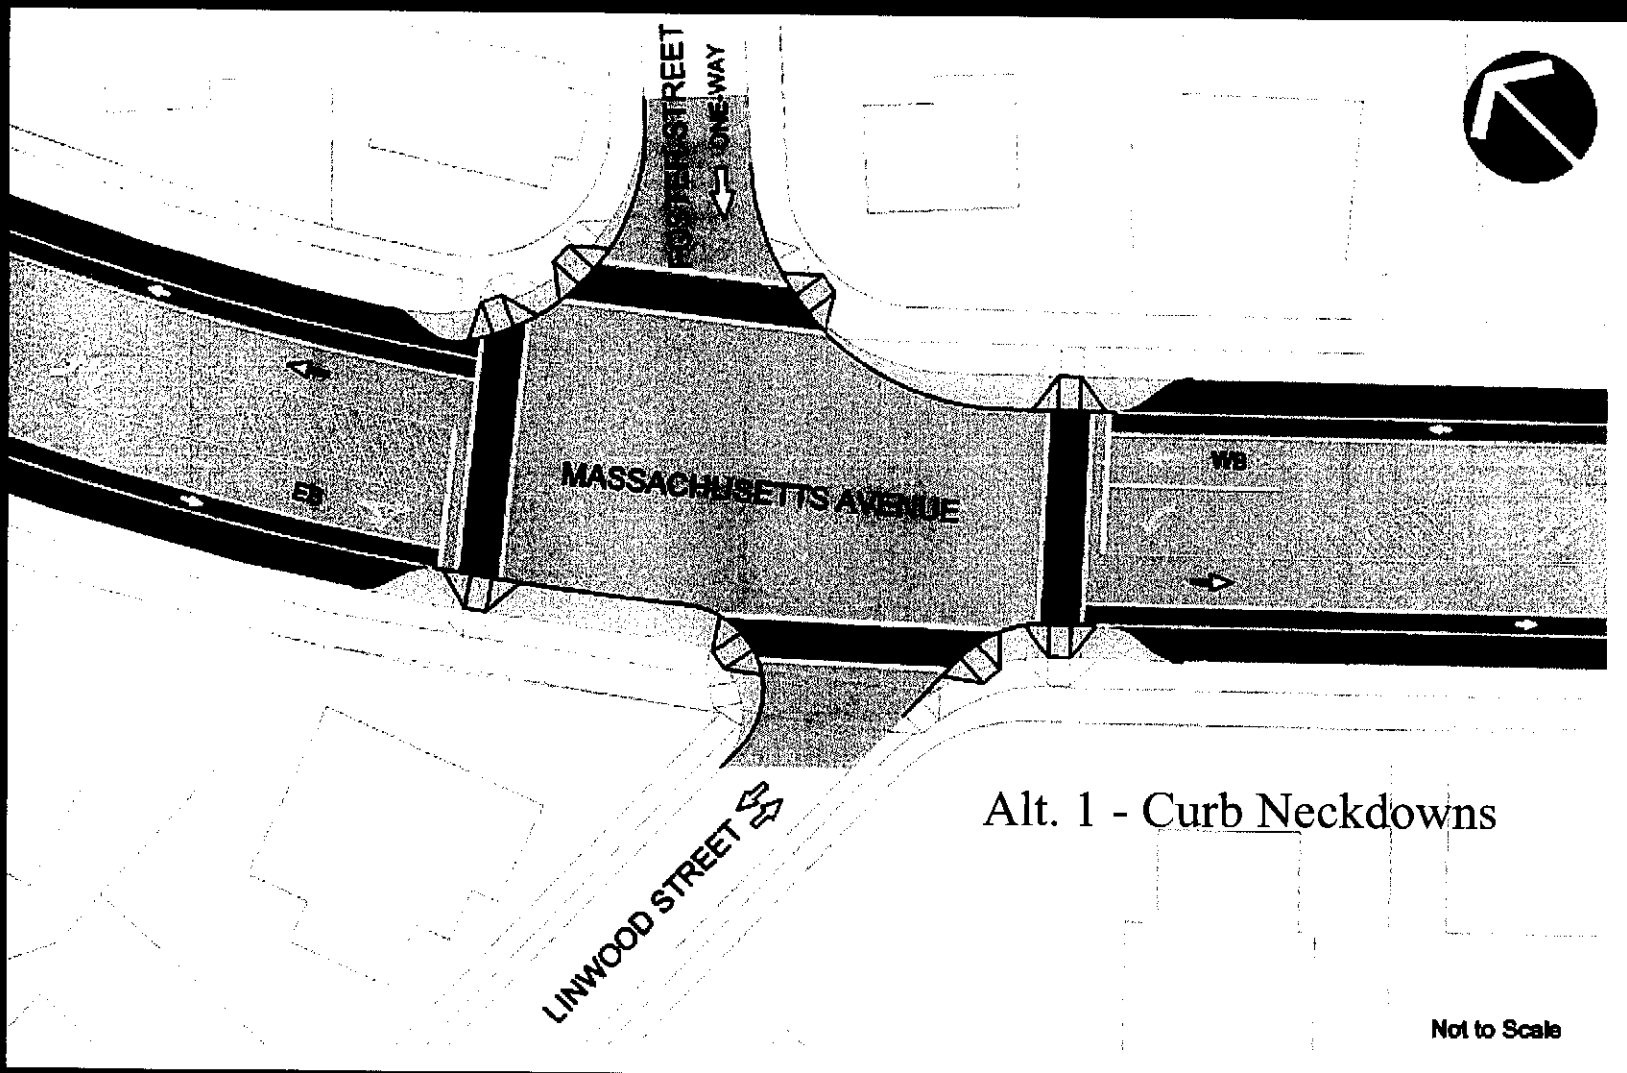 FOSTER STREET
ONE-WAY
WB
MASSACHUSETTS AVENUE
EB
Alt. 1 - Curb Neckdowns
LINWOOD STREET
Not to Scale